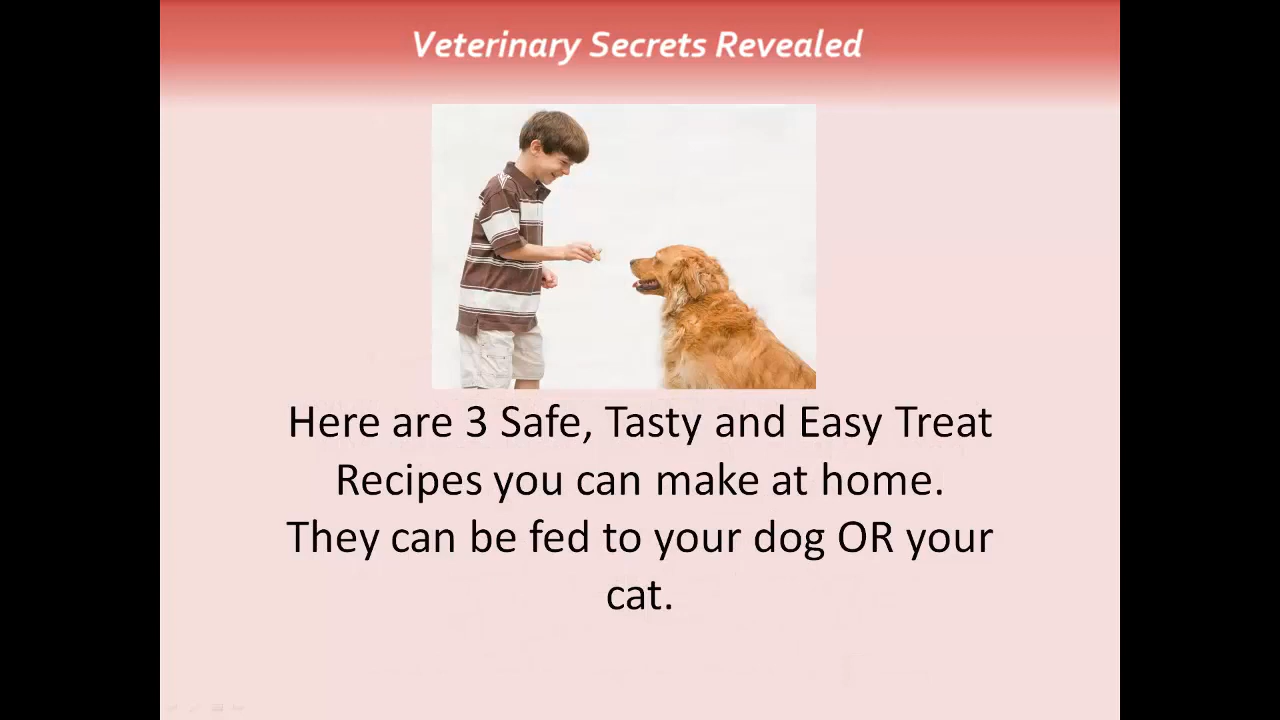 Veterinary Secrets Revealed
Here are 3 Safe, Tasty and Easy Treat
Recipes you can make at home.
They can be fed to your dog OR your
cat.